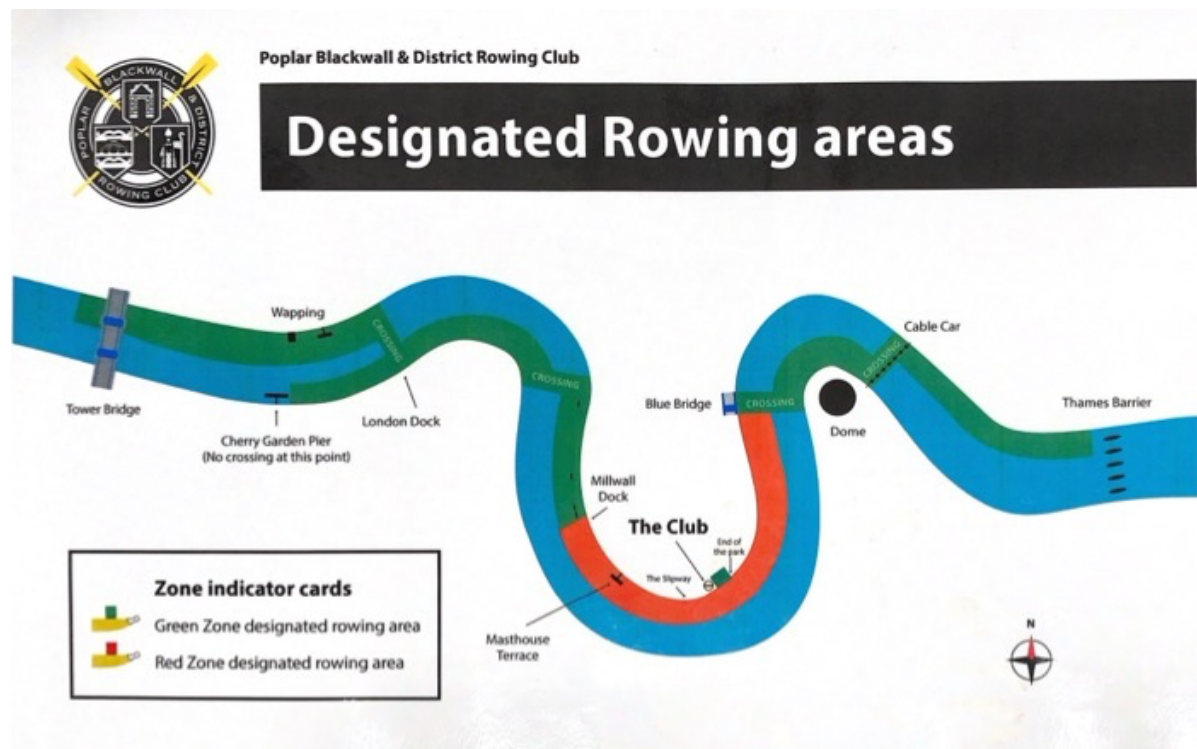 Poplar Blackwall & District Rowing Club
POPLAR BLACKWALL & DISTRICT
ROWING CLUB
Designated Rowing areas
Wapping
CROSSING
Tower Bridge
London Dock
Cherry Garden Pier
(No crossing at this point)
CROSSING
Millwall
Dock
The Club
End of
the park
The Slipway
Masthouse
Terrace
Blue Bridge
CROSSING
CROSSING
Cable Car
Dome
Thames Barrier
Zone indicator cards
Green Zone designated rowing area
Red Zone designated rowing area
N